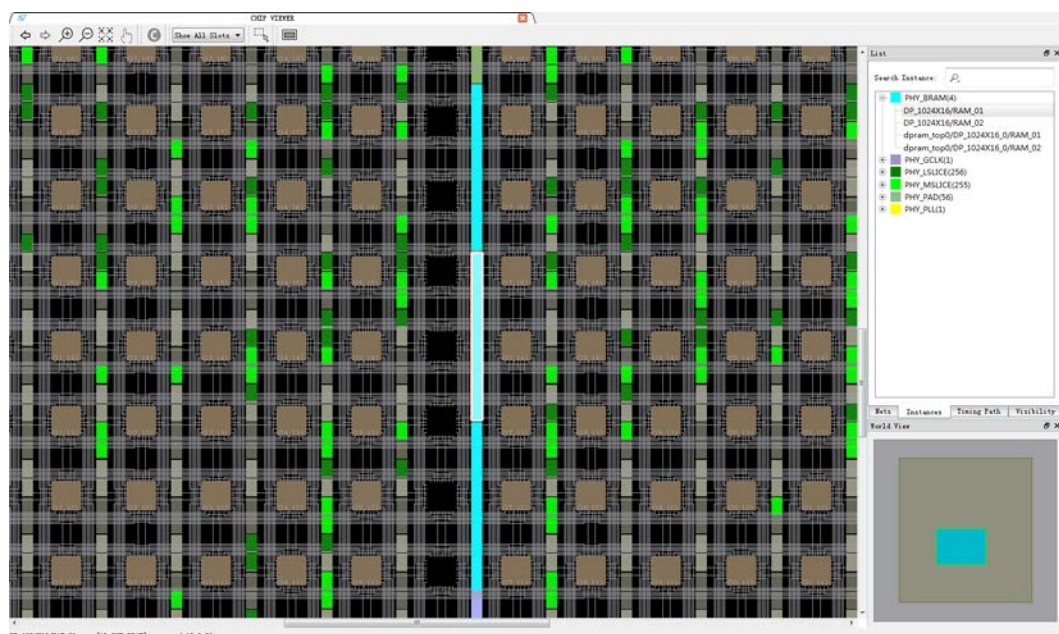 CHIP VIEWER
Show All Slots
List
Search Instance:
PHY_BRAM(4)
DP_1024X16/RAM_01
DP_1024X16/RAM_02
dpram_top0/DP_1024X16_0/RAM_01
dpram_top0/DP_1024X16_0/RAM_02
PHY_GCLK(1)
PHY_LSLICE(256)
PHY_MSLICE(255)
PHY_PAD(56)
PHY_PLL(1)
Nets Instances Timing Path Visibility
World View